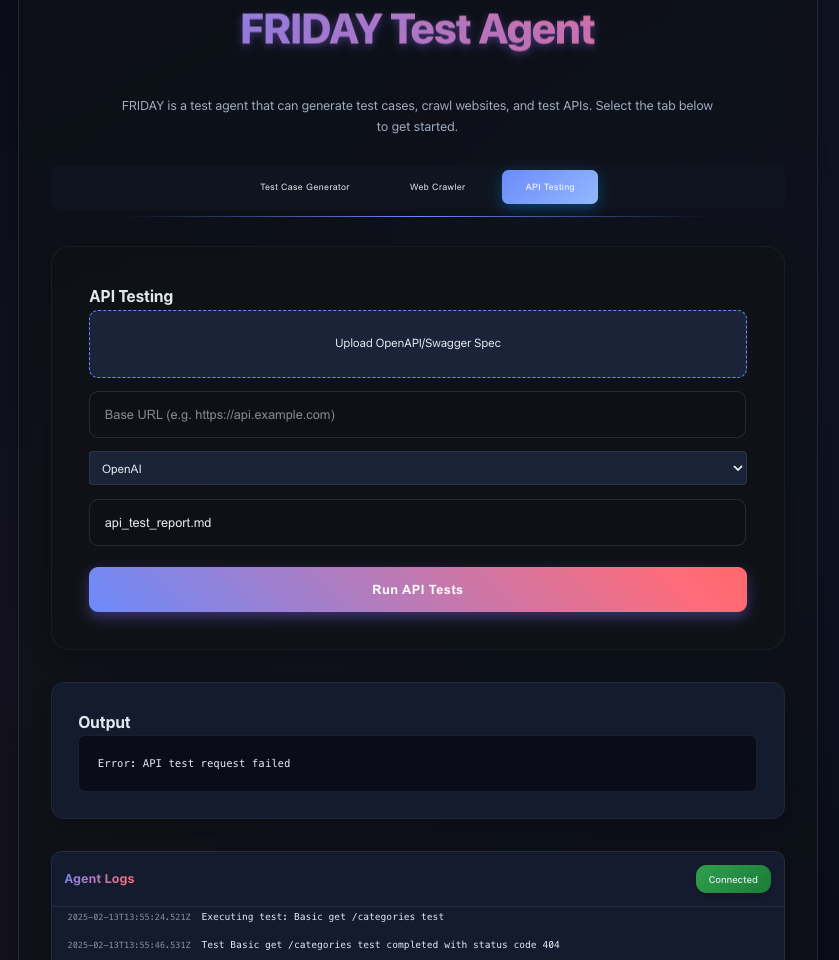 FRIDAY Test Agent
FRIDAY is a test agent that can generate test cases, crawl websites, and test APIs. Select the tab below
to get started.
Test Case Generator
Web Crawler
API Testing
API Testing
Upload OpenAPI/Swagger Spec
Base URL (e.g. https://api.example.com)
OpenAI
api_test_report.md
Run API Tests
Output
Error: API test request failed
Agent Logs
Connected
2025-02-13T13:55:24.521Z Executing test: Basic get /categories test
2025-02-13T13:55:46.531Z Test Basic get /categories test completed with status code 404